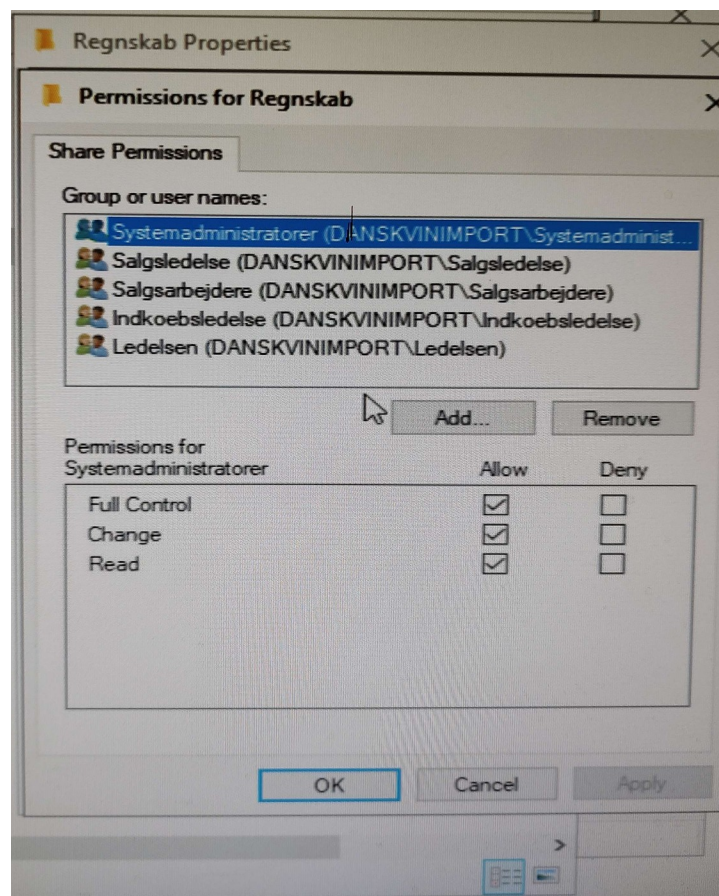 Regnskab Properties
Permissions for Regnskab
Share Permissions
Group or user names:
Systemadministratorer (DANSKVINIMPORT\Systemadminist...
Salgsledelse (DANSKVINIMPORT\Salgsledelse)
Salgsarbejdere (DANSKVINIMPORT\Salgsarbejdere)
Indkoebsledelse (DANSKVINIMPORT\Indkoebsledelse)
Ledelsen (DANSKVINIMPORT\Ledelsen)
Add... Remove
Permissions for
Systemadministratorer Allow Deny
Full Control
Change
Read
OK Cancel Apply